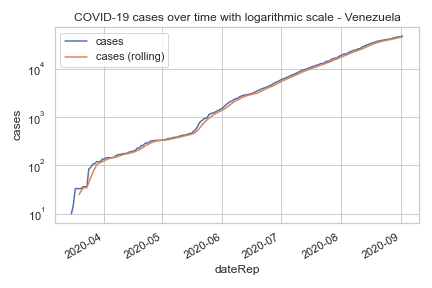 COVID-19 cases over time with logarithmic scale - Venezuela
cases
cases (rolling)
10⁴
10³
10²
10¹
cases
2020-04
2020-05
2020-06
2020-07
2020-08
2020-09
dateRep